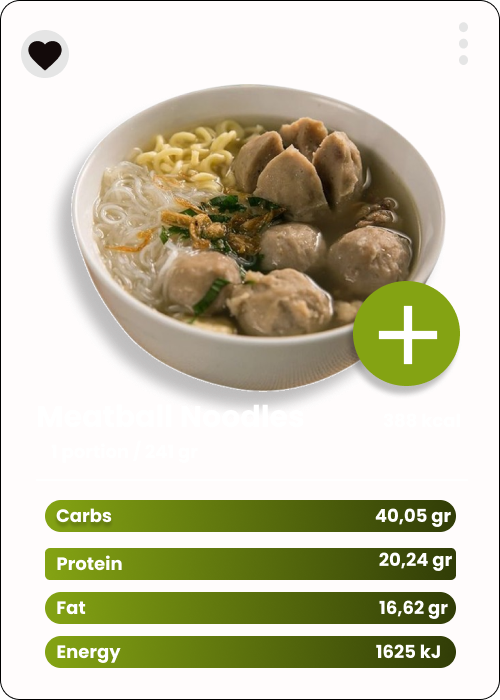 Meatball Noodles
Carbs 40,05 gr
Protein 20,24 gr
Fat 16,62 gr
Energy 1625 kJ